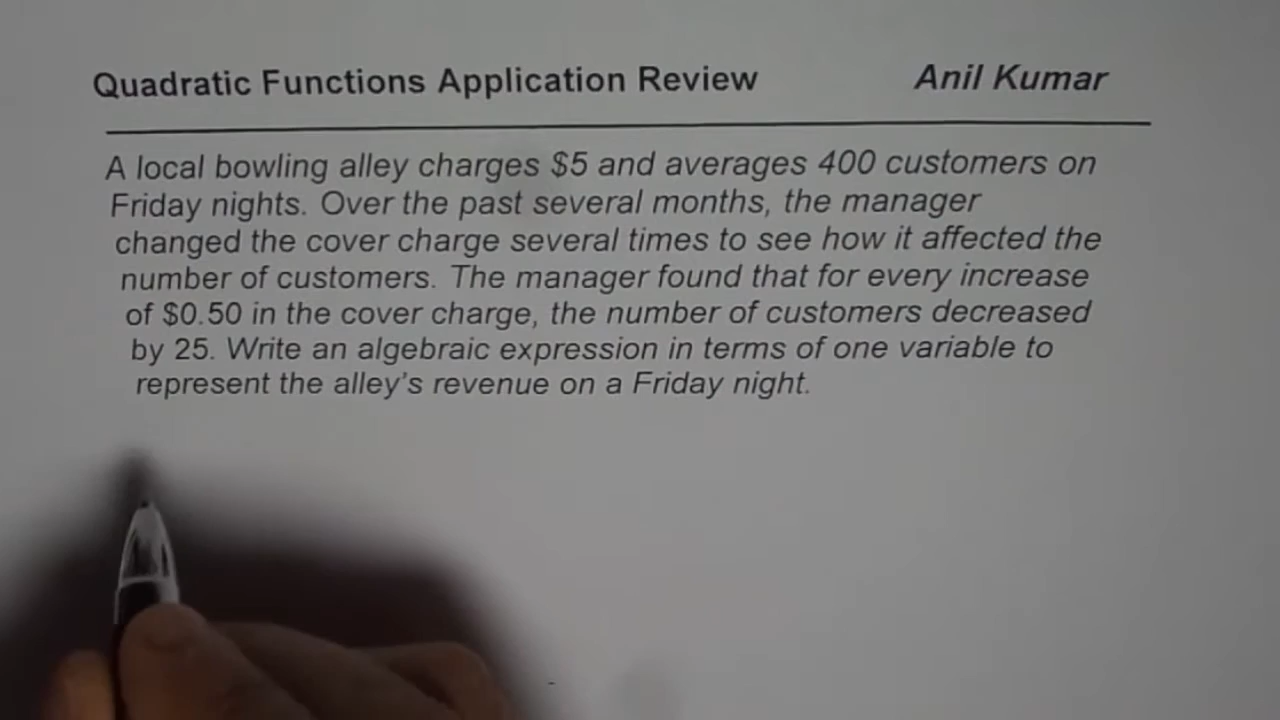 Quadratic Functions Application Review Anil Kumar
A local bowling alley charges $5 and averages 400 customers on
Friday nights. Over the past several months, the manager
changed the cover charge several times to see how it affected the
number of customers. The manager found that for every increase
of $0.50 in the cover charge, the number of customers decreased
by 25. Write an algebraic expression in terms of one variable to
represent the alley's revenue on a Friday night.